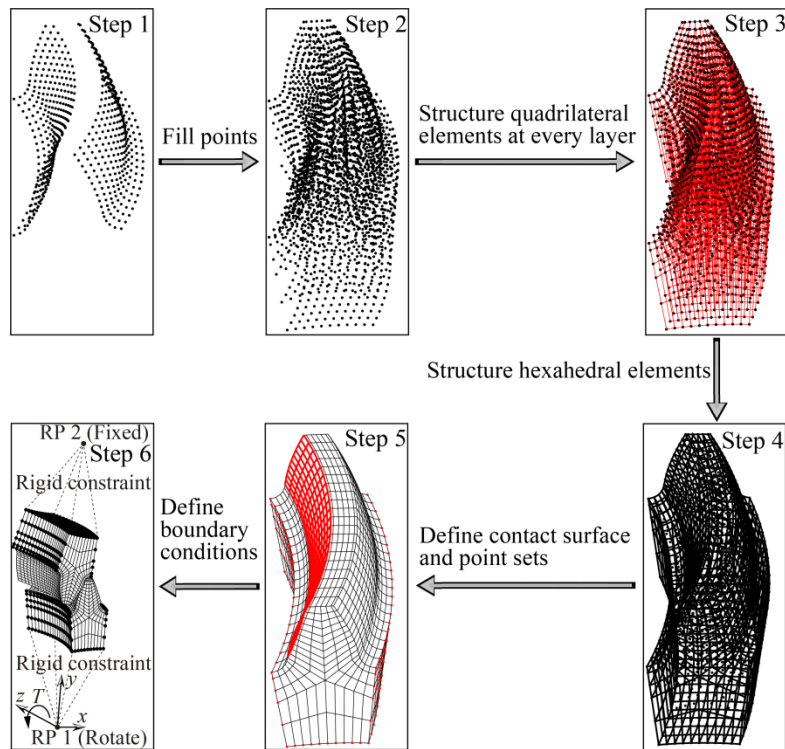 Step 1
Fill points
Step 2
Structure quadrilateral
elements at every layer
Step 3
Structure hexahedral elements
Step 4
Define contact surface
and point sets
Step 5
Define
boundary
conditions
RP 2 (Fixed)
Step 6
Rigid constraint
Rigid constraint
y
z
T
x
RP 1 (Rotate)